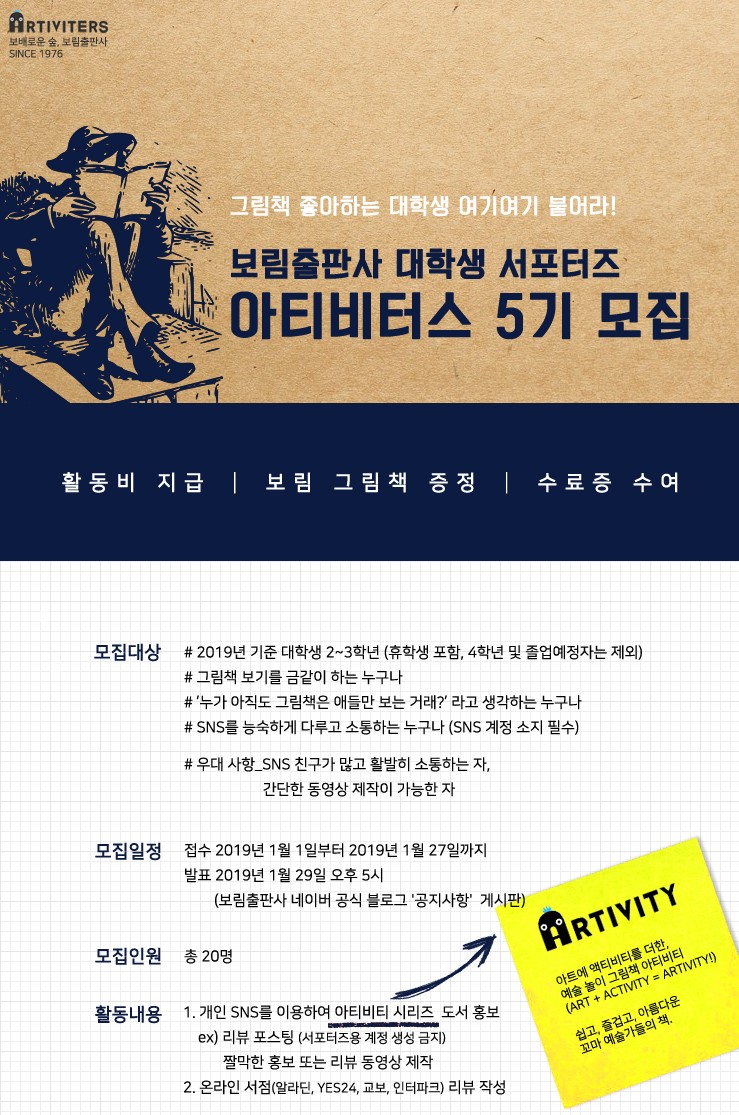 ARTIVITERS
보배로운 숲, 보림출판사
SINCE 1976
그림책 좋아하는 대학생 여기여기 붙어라!
보림출판사 대학생 서포터즈
아티비터스 5기 모집
활동비 지급 | 보림 그림책 증정 | 수료증 수여
모집대상 # 2019년 기준 대학생 2~3학년 (휴학생 포함, 4학년 및 졸업예정자는 제외)
# 그림책 보기를 금같이 하는 누구나
# '누가 아직도 그림책은 애들만 보는 거래?' 라고 생각하는 누구나
# SNS를 능숙하게 다루고 소통하는 누구나 (SNS 계정 소지 필수)
# 우대 사항_SNS 친구가 많고 활발히 소통하는 자,
간단한 동영상 제작이 가능한 자
모집일정 접수 2019년 1월 1일부터 2019년 1월 27일까지
발표 2019년 1월 29일 오후 5시
(보림출판사 네이버 공식 블로그 '공지사항' 게시판)
모집인원 총 20명
활동내용 1. 개인 SNS를 이용하여 아티비티 시리즈 도서 홍보
ex) 리뷰 포스팅 (서포터즈용 계정 생성 금지)
짤막한 홍보 또는 리뷰 동영상 제작
2. 온라인 서점(알라딘, YES24, 교보, 인터파크) 리뷰 작성
ARTIVITY
아트에 액티비티를 더한,
예술 놀이 그림책 아티비티
(ART + ACTIVITY = ARTIVITY!)
쉽고, 즐겁고, 아름다운
꼬마 예술가들의 책.